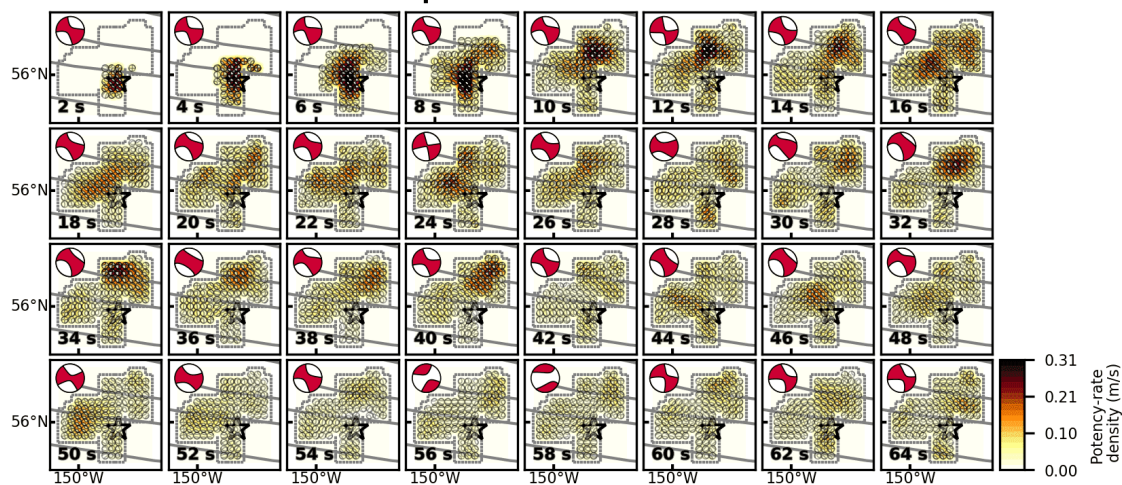 56°N 2 s 4 s 6 s 8 s 10 s 12 s 14 s 16 s
56°N 18 s 20 s 22 s 24 s 26 s 28 s 30 s 32 s
56°N 34 s 36 s 38 s 40 s 42 s 44 s 46 s 48 s
56°N 50 s 52 s 54 s 56 s 58 s 60 s 62 s 64 s
150°W 150°W 150°W 150°W 150°W 150°W 150°W 150°W
0.31
0.21
0.10
0.00
Potency-rate
density (m/s)